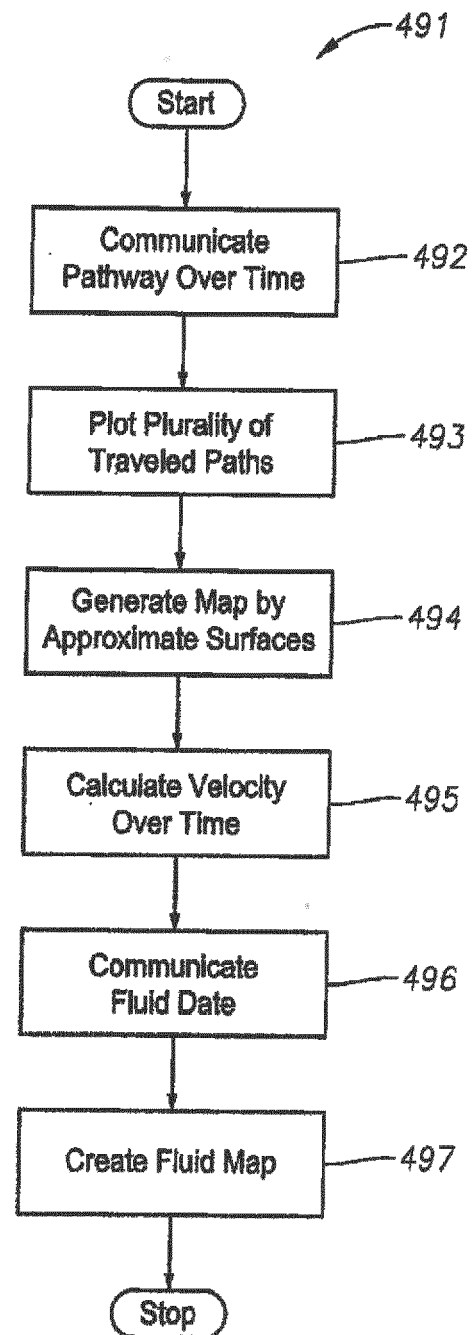 491
Start
Communicate
Pathway Over Time
492
Plot Plurality of
Traveled Paths
493
Generate Map by
Approximate Surfaces
494
Calculate Velocity
Over Time
495
Communicate
Fluid Date
496
Create Fluid Map
497
Stop